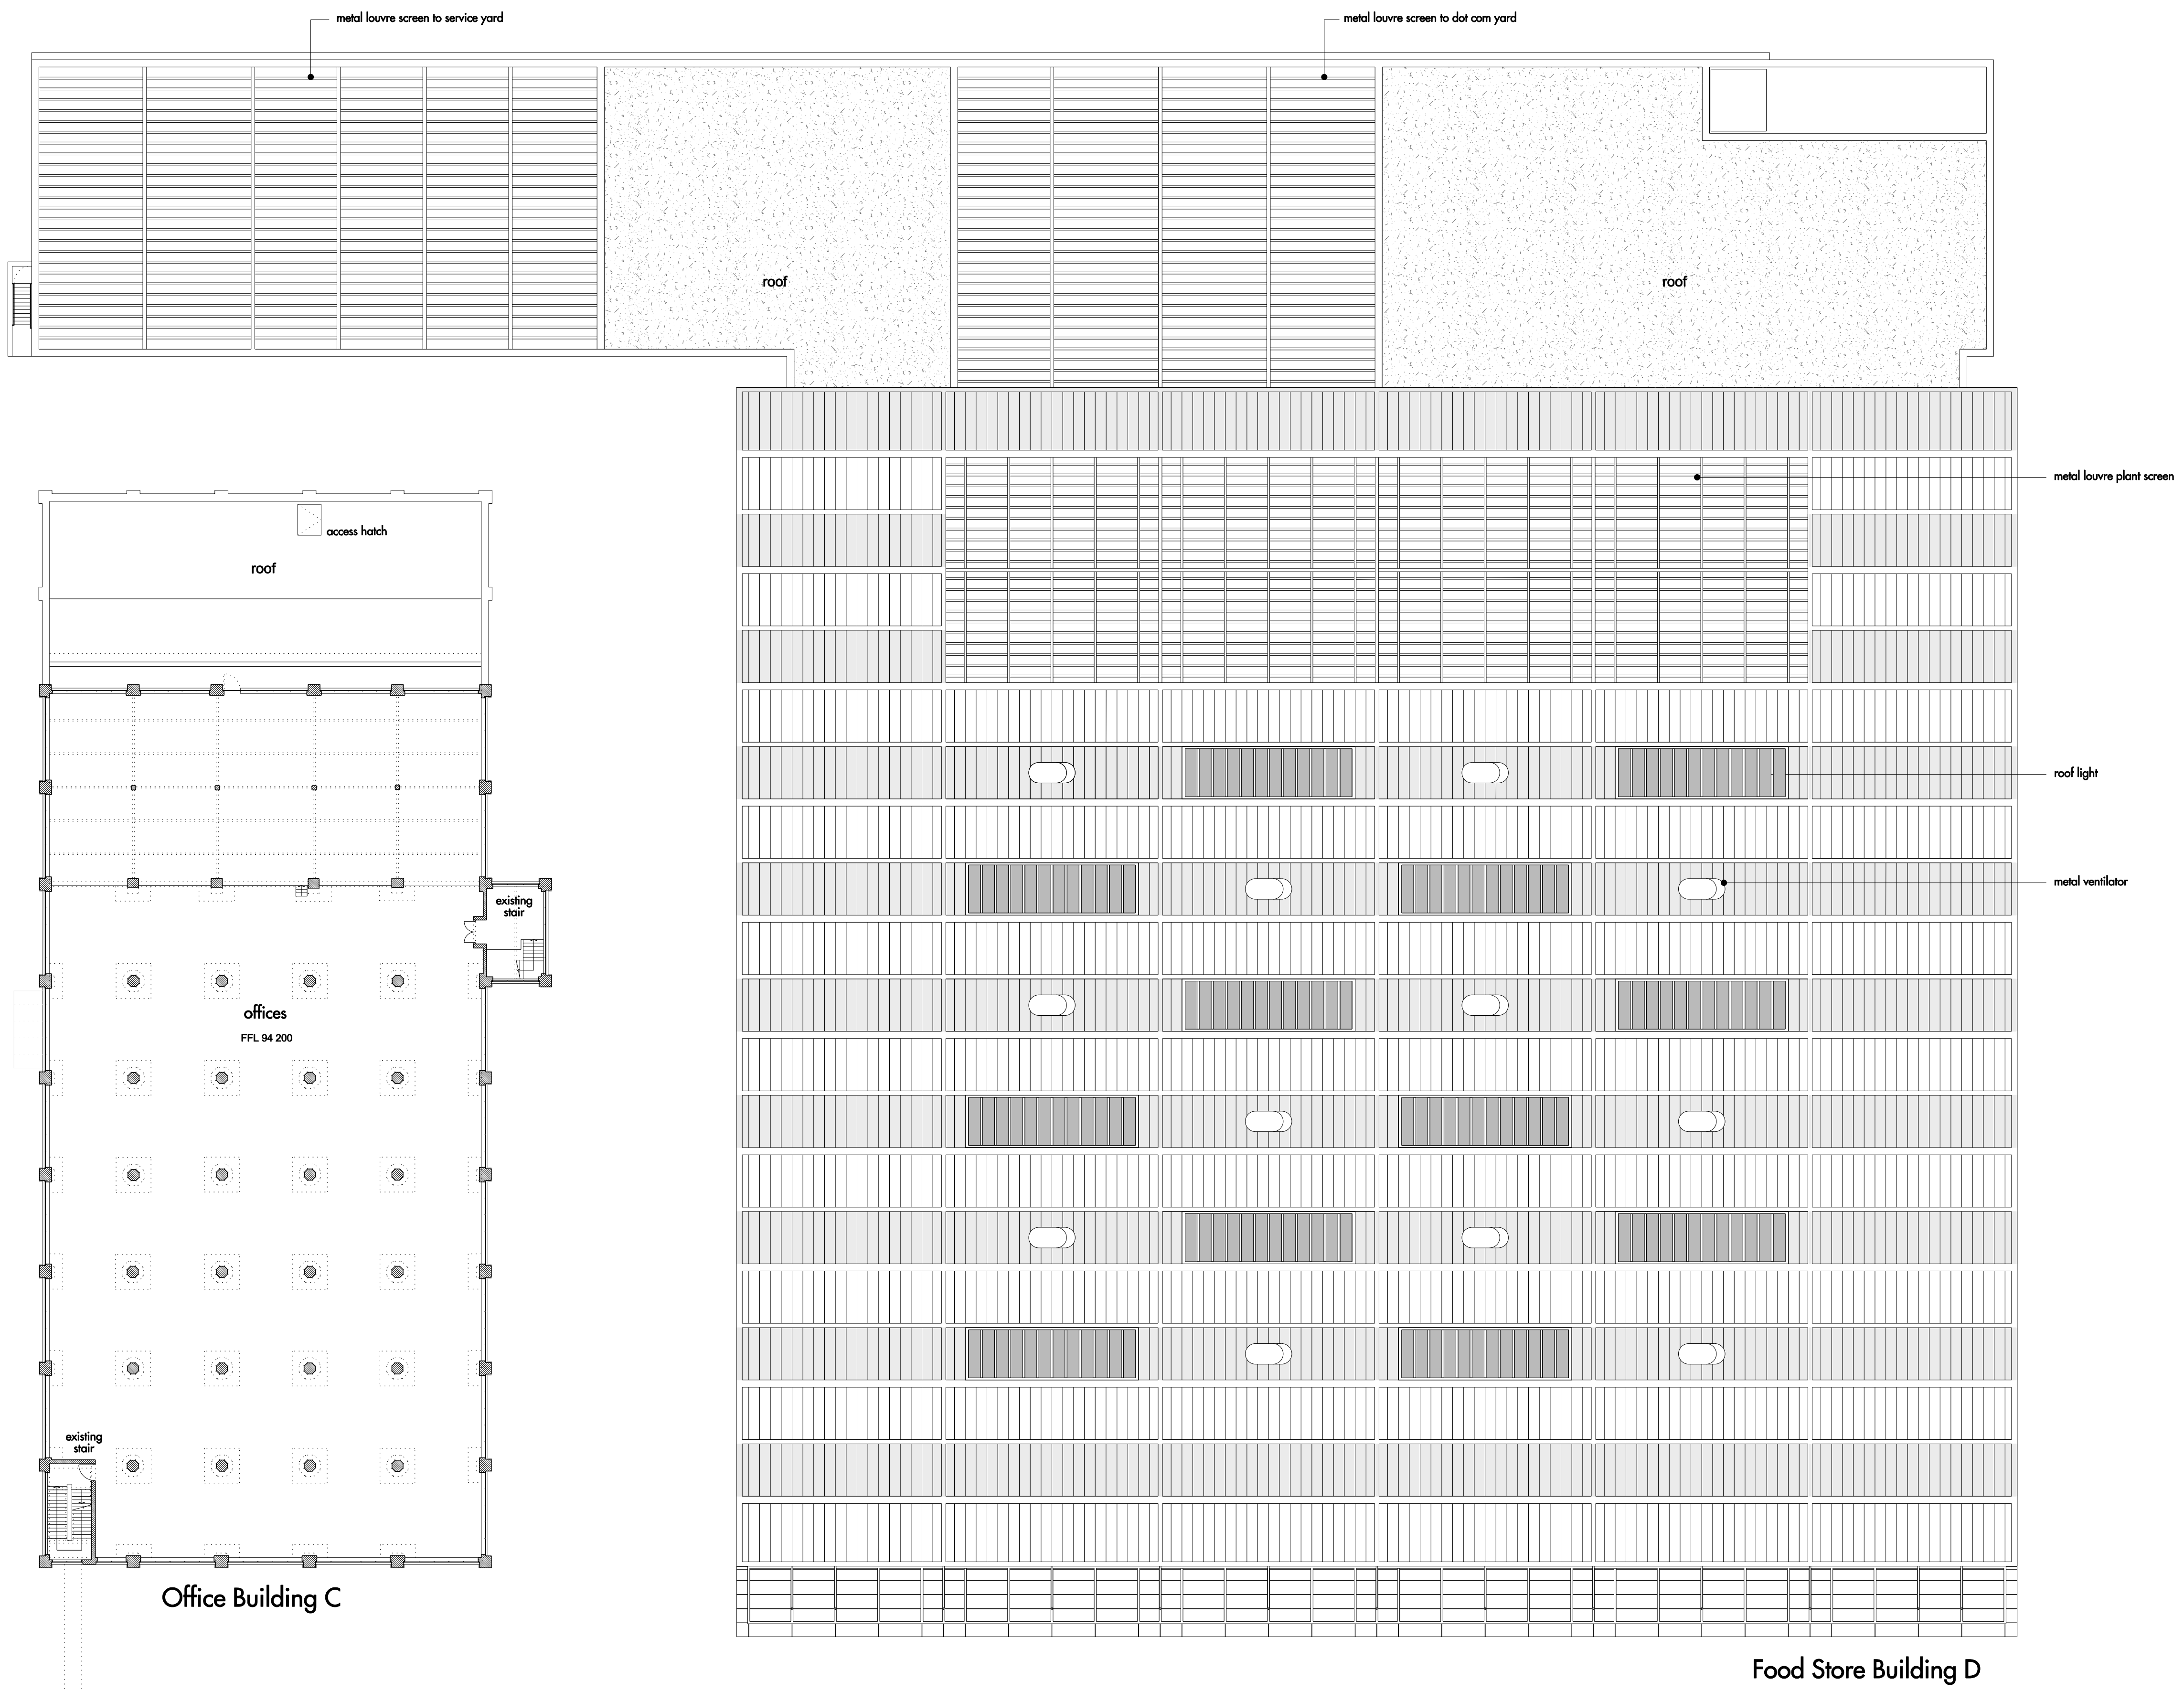 metal louvre screen to service yard
metal louvre screen to dot com yard
roof
roof
metal louvre plant screen
access hatch
roof
roof light
metal ventilator
existing
stair
offices
FFL 94 200
existing
stair
Office Building C
Food Store Building D